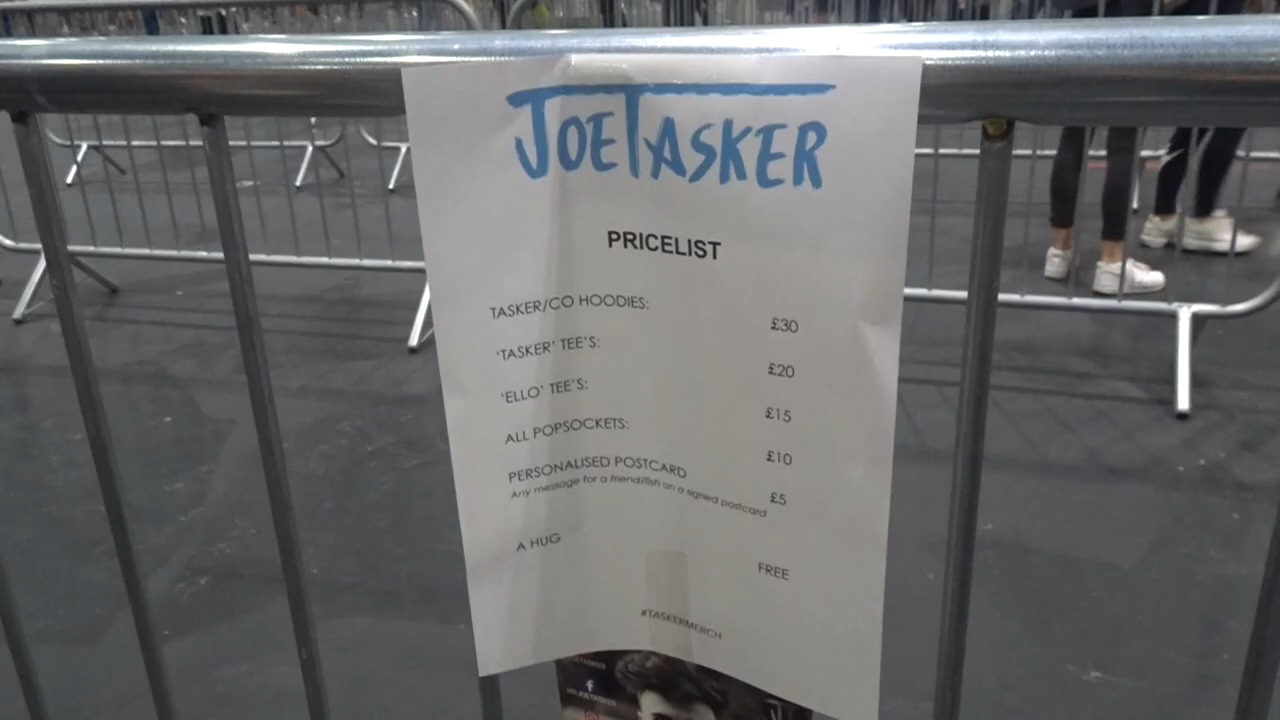 JOETASKER
PRICELIST
TASKER/CO HOODIES: £30
'TASKER' TEE'S: £20
'ELLO' TEE'S: £15
ALL POPSOCKETS: £10
PERSONALISED POSTCARD £5
Any message for a friend/fish on a signed postcard
A HUG FREE
#TASKERMERCH